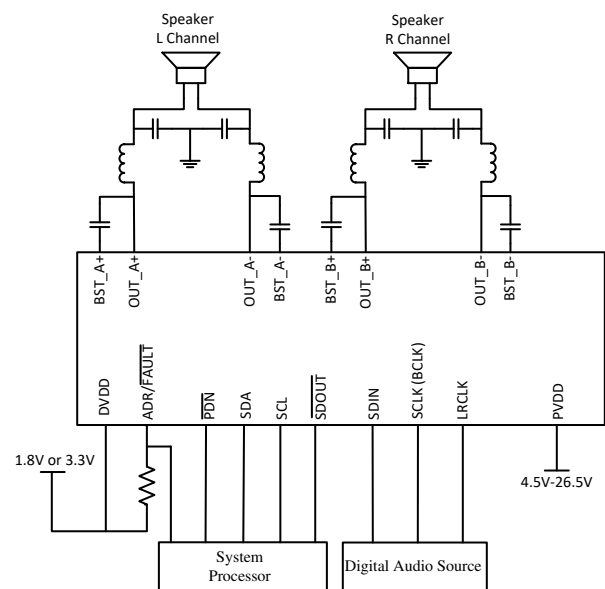 Speaker
L Channel
Speaker
R Channel
BST_A+
OUT_A+
OUT_A-
BST_A-
BST_B+
OUT_B+
OUT_B-
BST_B-
DVDD
ADR/FAULT
PDN
SDA
SCL
SDOUT
SDIN
SCLK (BCLK)
LRCLK
PVDD
1.8V or 3.3V
4.5V-26.5V
System
Processor
Digital Audio Source